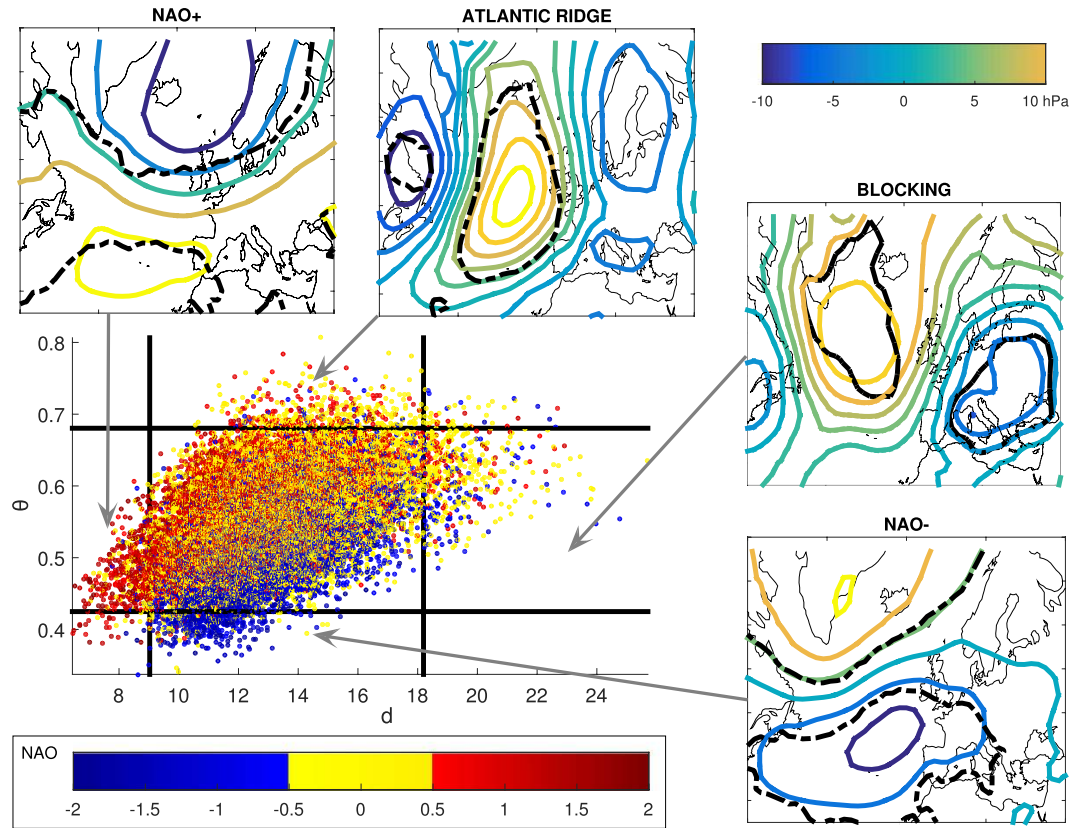 NAO+
ATLANTIC RIDGE
-10 -5 0 5 10 hPa
BLOCKING
0.8
0.7
0.6
0.5
0.4
θ
8 10 12 14 16 18 20 22 24
d
NAO-
NAO
-2 -1.5 -1 -0.5 0 0.5 1 1.5 2